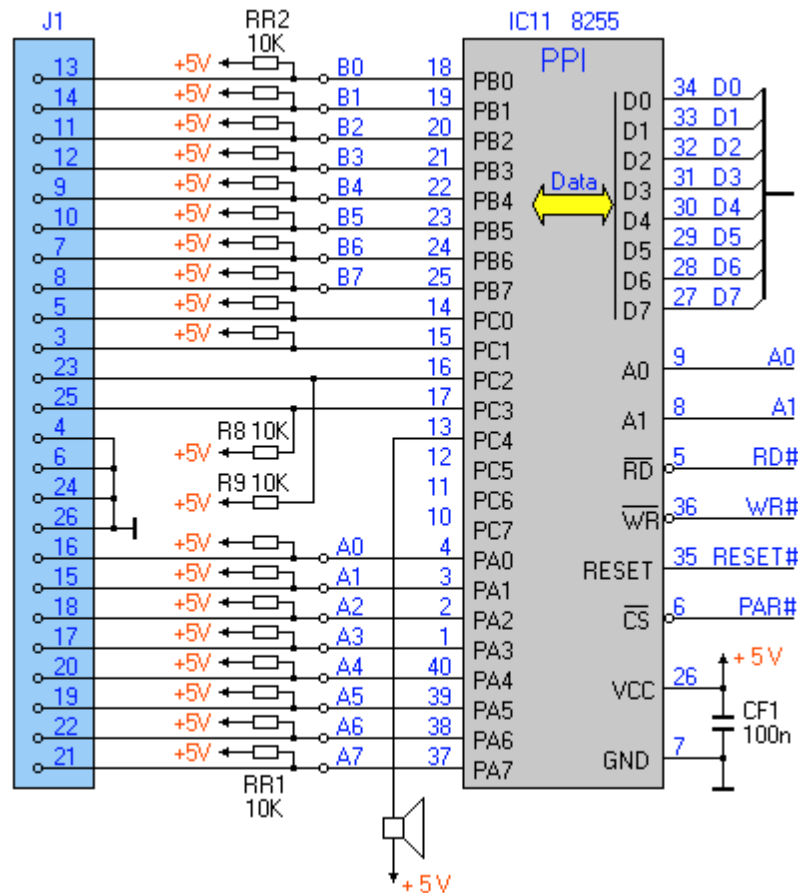 J1 RR2 IC11 8255
10K PPI
13 +5V B0 18 PB0 34 D0
D0
14 +5V B1 19 PB1 33 D1
D1
11 +5V B2 20 PB2 32 D2
D2
12 +5V B3 21 PB3 31 D3
Data D3
9 +5V B4 22 PB4 30 D4
D4
10 +5V B5 23 PB5 29 D5
D5
7 +5V B6 24 PB6 28 D6
D6
8 +5V B7 25 PB7 27 D7
D7
5 +5V 14 PC0
3 +5V 15 PC1 9 A0
A0
23 16 PC2
25 17 PC3 8 A1
A1
4 R8 10K 13 PC4
+5V
6 12 PC5 RD 5 RD#
24 R9 10K 11 PC6
+5V
26 10 PC7 WR 36 WR#
16 +5V A0 4 PA0 RESET 35 RESET#
15 +5V A1 3 PA1
18 +5V A2 2 PA2 CS 6 PAR#
17 +5V A3 1 PA3
20 +5V A4 40 PA4 VCC 26 +5V
19 +5V A5 39 PA5 CF1
22 +5V A6 38 PA6 100n
21 +5V A7 37 PA7 GND 7
RR1
10K
+5V